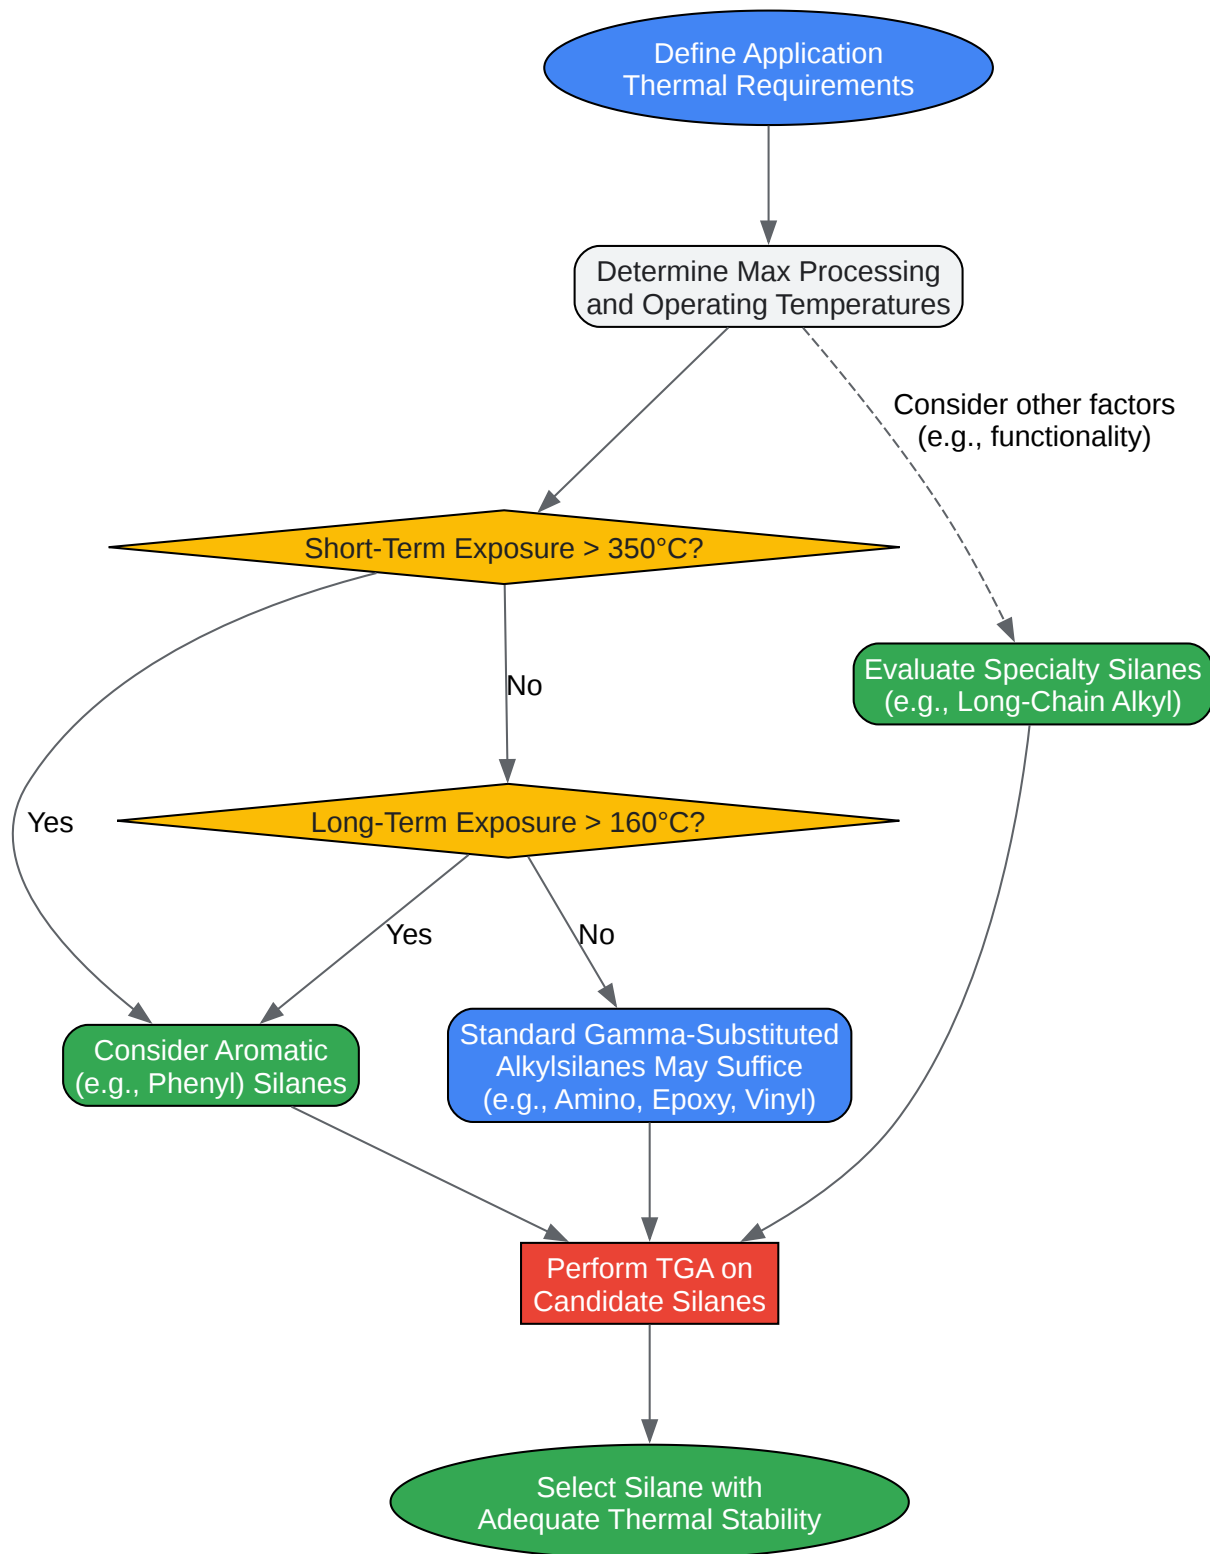 Define Application
Thermal Requirements
Determine Max Processing
and Operating Temperatures
Consider other factors
(e.g., functionality)
Short-Term Exposure > 350°C?
No
Evaluate Specialty Silanes
(e.g., Long-Chain Alkyl)
Yes
Long-Term Exposure > 160°C?
Yes
No
Consider Aromatic
(e.g., Phenyl) Silanes
Standard Gamma-Substituted
Alkylsilanes May Suffice
(e.g., Amino, Epoxy, Vinyl)
Perform TGA on
Candidate Silanes
Select Silane with
Adequate Thermal Stability